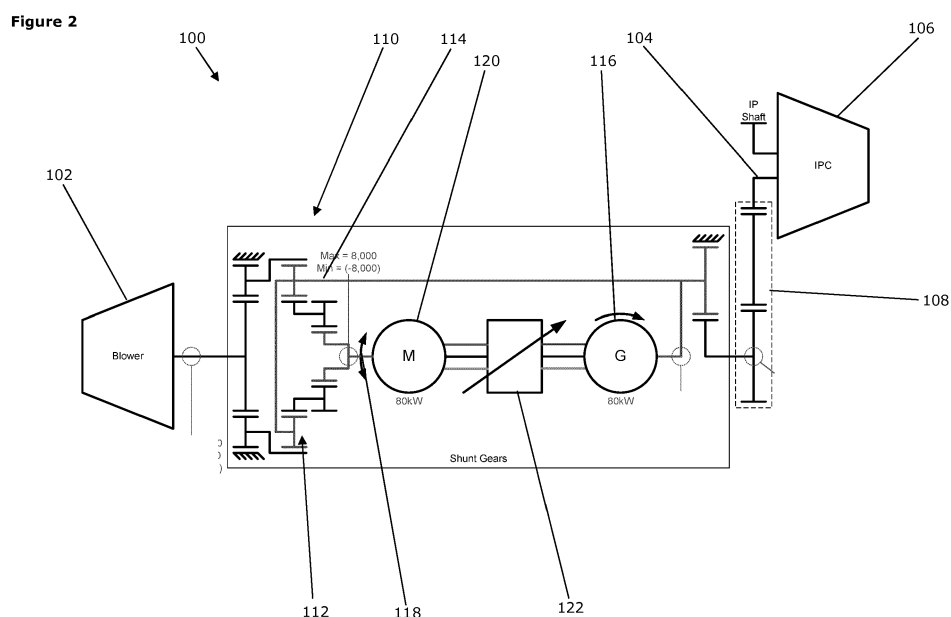 Figure 2
100
110
114
120
116
104
106
IP
Shaft
IPC
102
Max = 8,000
Min = (-8,000)
108
Blower
M
G
80kW
80kW
Shunt Gears
112
118
122